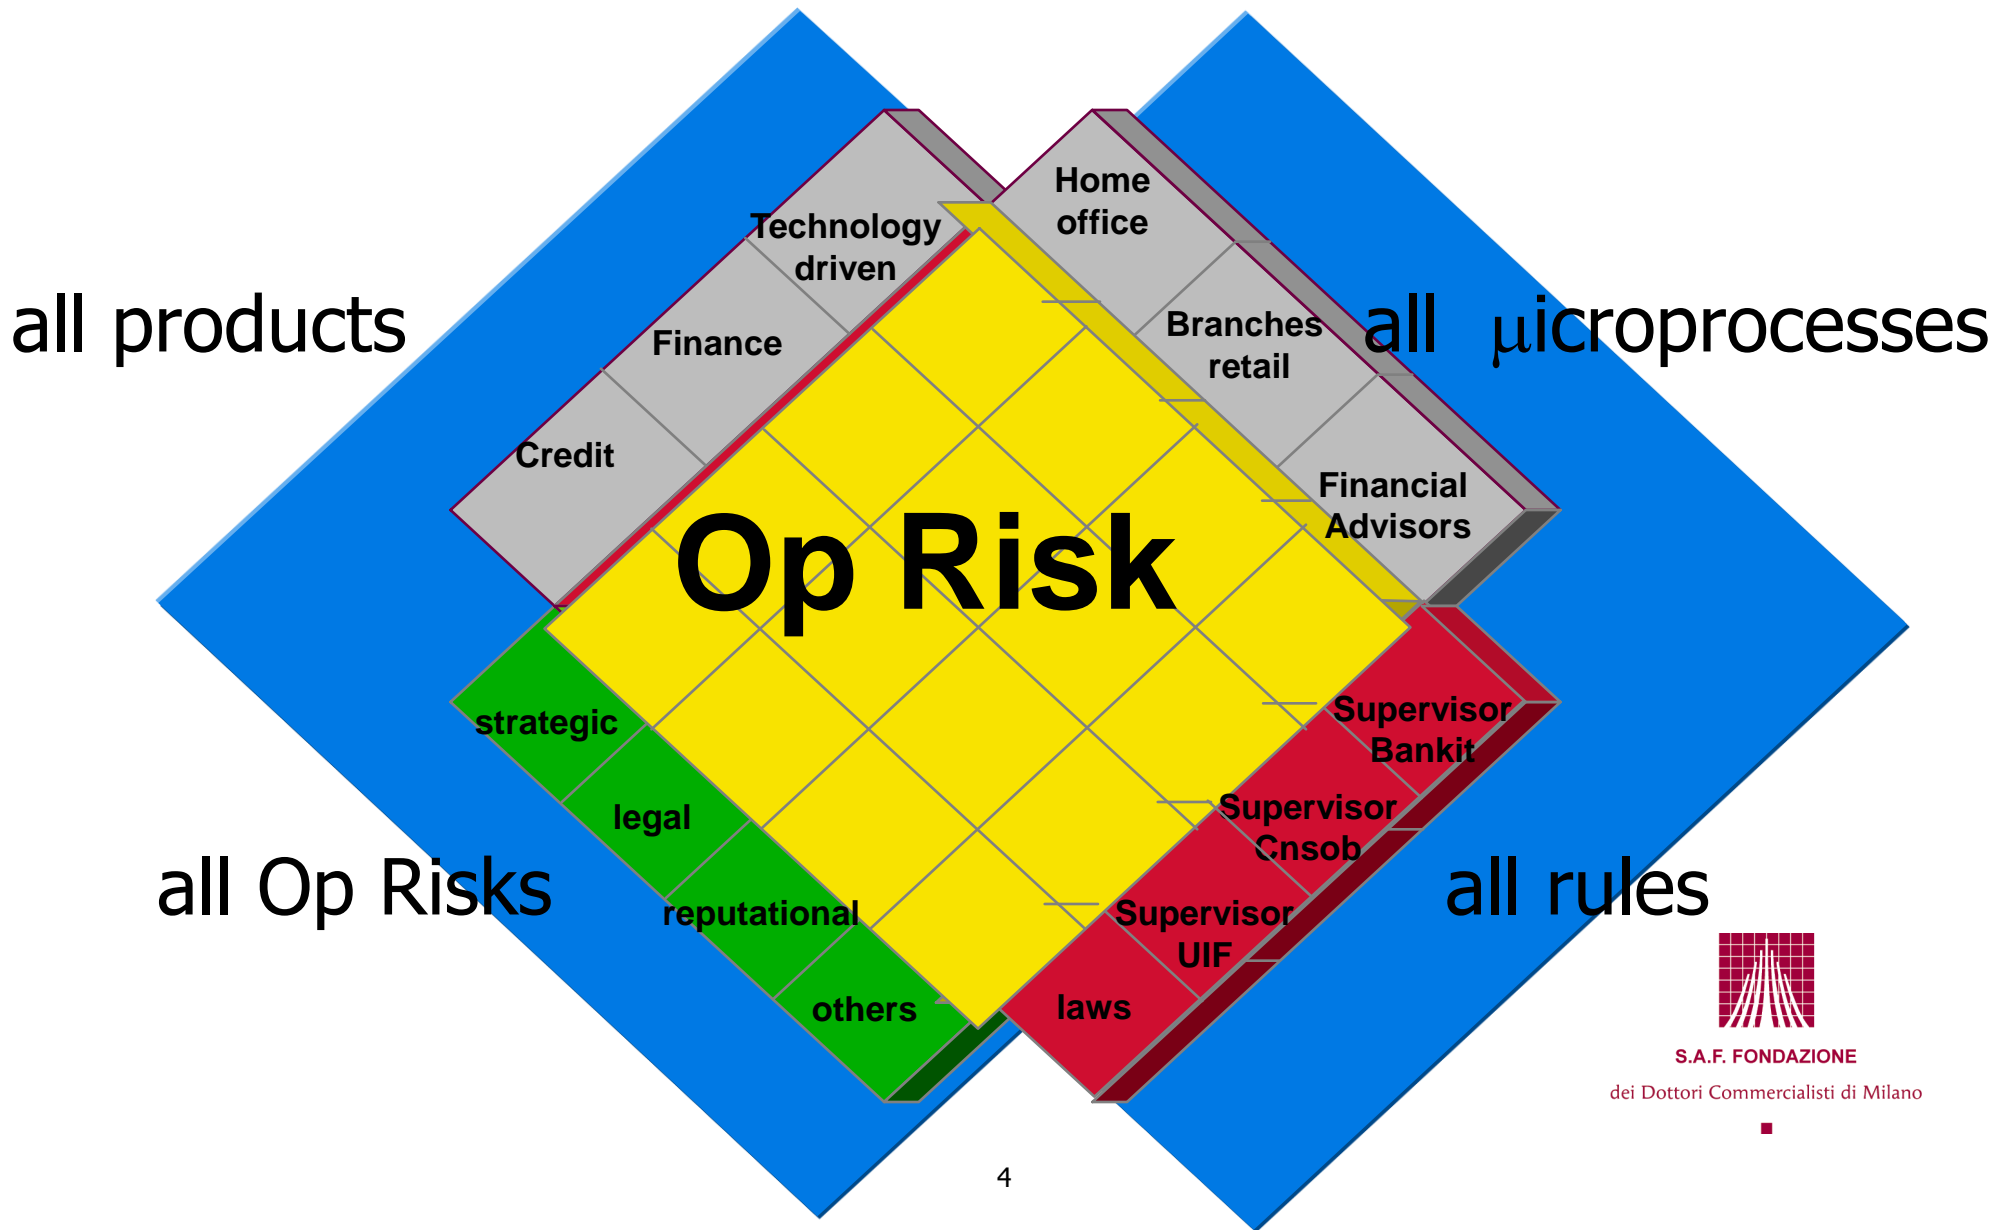 Home
office
Technology
driven
all products
Finance
Branches
retail
all μicroprocesses
Credit
Financial
Advisors
Op Risk
strategic
Supervisor
Bankit
legal
Supervisor
Cnsob
all Op Risks
reputational
Supervisor
UIF
all rules
others
laws
S.A.F. FONDAZIONE
dei Dottori Commercialisti di Milano
4